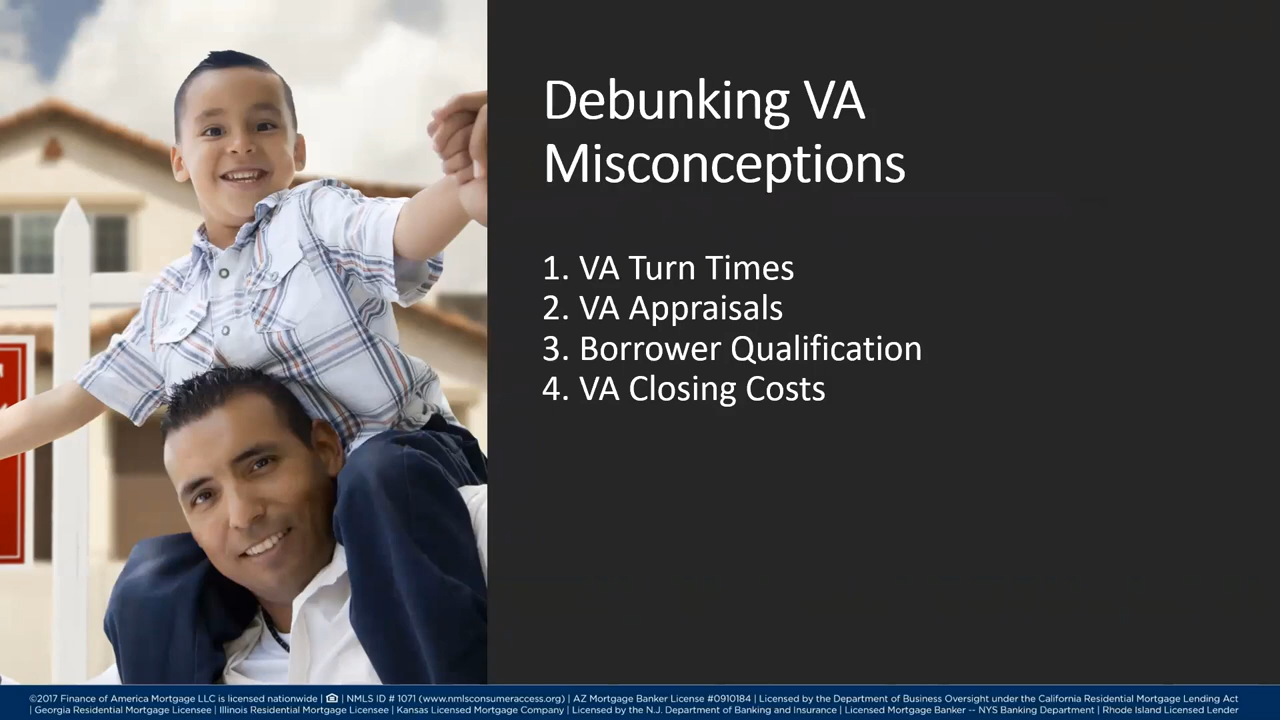 Debunking VA
Misconceptions
1. VA Turn Times
2. VA Appraisals
3. Borrower Qualification
4. VA Closing Costs
©2017 Finance of America Mortgage LLC is licensed nationwide | | NMLS ID # 1071 (www.nmlsconsumeraccess.org) | AZ Mortgage Banker License #0910184 | Licensed by the Department of Business Oversight under the California Residential Mortgage Lending Act
| Georgia Residential Mortgage Licensee | Illinois Residential Mortgage Licensee | Kansas Licensed Mortgage Company | Licensed by the N.J. Department of Banking and Insurance | Licensed Mortgage Banker -- NYS Banking Department | Rhode Island Licensed Lender